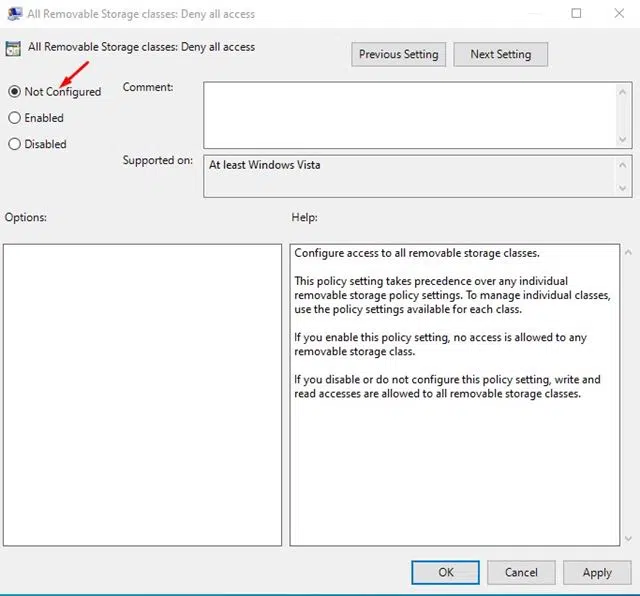 All Removable Storage classes: Deny all access
All Removable Storage classes: Deny all access
Previous Setting
Next Setting
Not Configured
Comment:
Enabled
Disabled
Supported on:
At least Windows Vista
Options:
Help:
Configure access to all removable storage classes.
This policy setting takes precedence over any individual
removable storage policy settings. To manage individual classes,
use the policy settings available for each class.
If you enable this policy setting, no access is allowed to any
removable storage class.
If you disable or do not configure this policy setting, write and
read accesses are allowed to all removable storage classes.
OK
Cancel
Apply